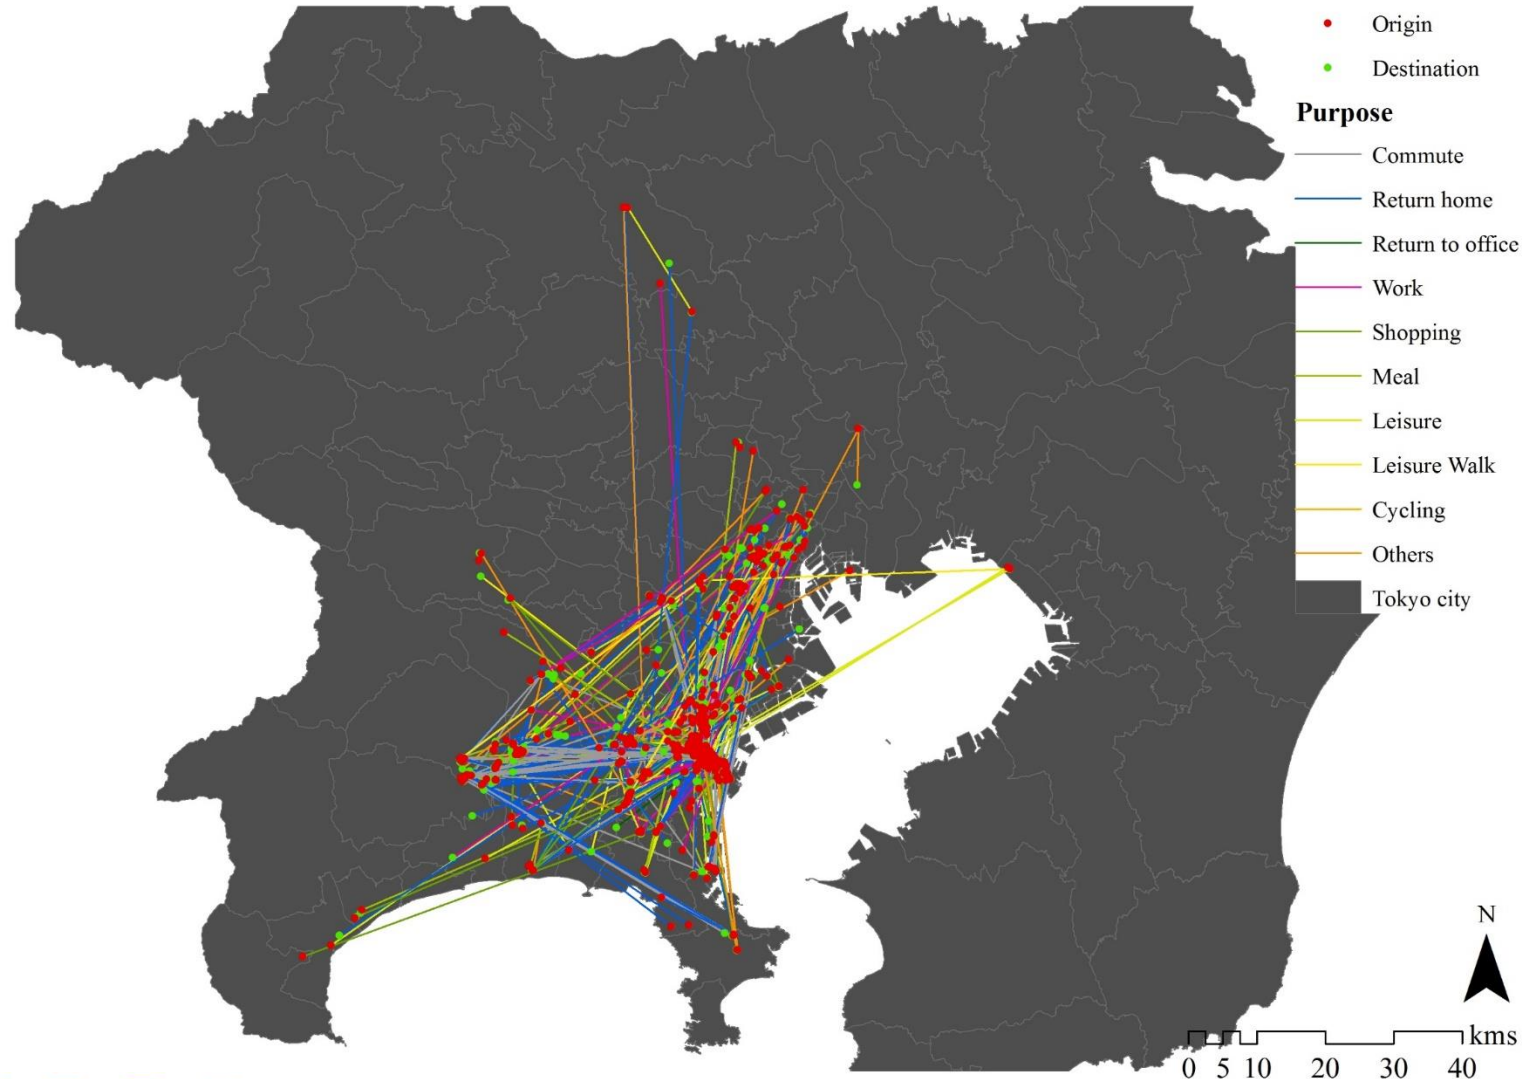 Origin
Destination
Purpose
Commute
Return home
Return to office
Work
Shopping
Meal
Leisure
Leisure Walk
Cycling
Others
Tokyo city
N
kms
0 5 10 20 30 40